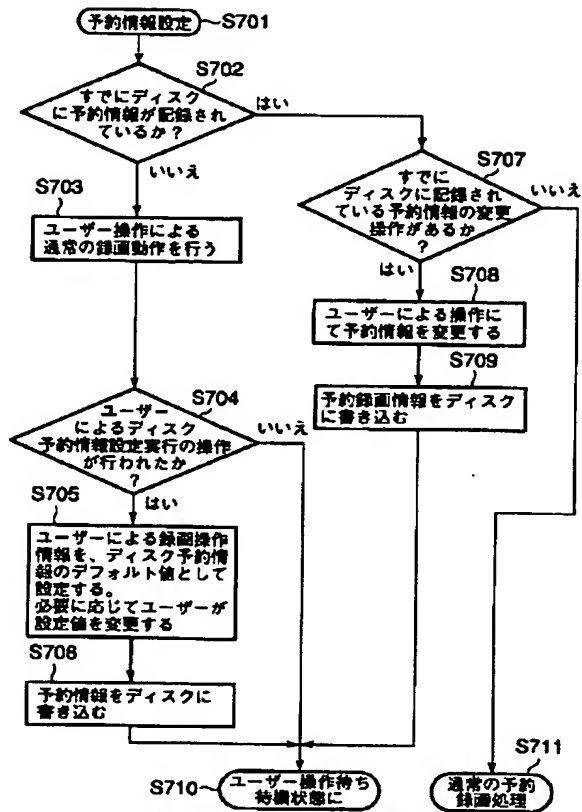 予約情報設定
S701
S702
すでにディスク
に予約情報が記録され
ているか?
はい
いいえ
S703
ユーザー操作による
通常の録画動作を行う
S704
ユーザー
によるディスク
予約情報設定実行の操作
が行われたか
?
いいえ
はい
S705
ユーザーによる録画操作
情報を、ディスク予約情
報のデフォルト値として
設定する。
必要に応じてユーザーが
設定値を変更する
S706
予約情報をディスクに
書き込む
S707
すでに
ディスクに記録され
ている予約情報の変更
操作があるか
?
いいえ
はい
S708
ユーザーによる操作に
て予約情報を変更する
S709
予約録画情報をディスク
に書き込む
S710
ユーザー操作待ち
待機状態に
S711
通常の予約
録画処理